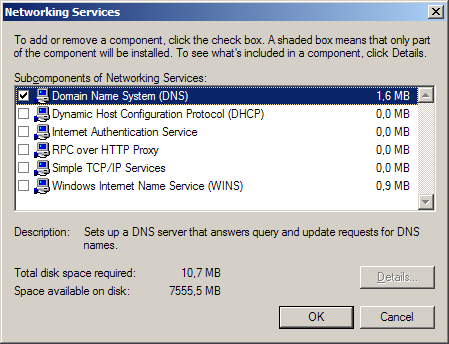 Networking Services
To add or remove a component, click the check box. A shaded box means that only part
of the component will be installed. To see what's included in a component, click Details.
Subcomponents of Networking Services:
Domain Name System (DNS) 1,6 MB
Dynamic Host Configuration Protocol (DHCP) 0,0 MB
Internet Authentication Service 0,0 MB
RPC over HTTP Proxy 0,0 MB
Simple TCP/IP Services 0,0 MB
Windows Internet Name Service (WINS) 0,9 MB
Description: Sets up a DNS server that answers query and update requests for DNS
names.
Total disk space required: 10,7 MB
Details...
Space available on disk: 7555,5 MB
OK Cancel